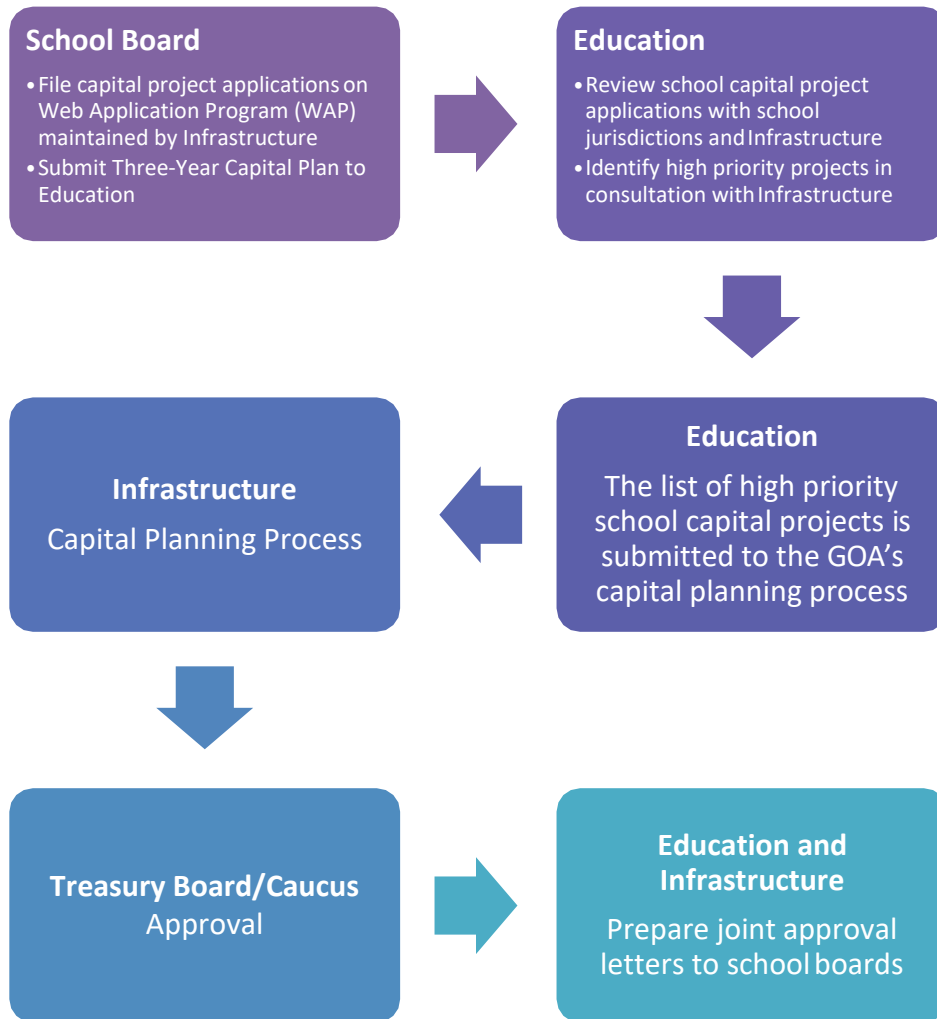 School Board
•File capital project applications on
Web Application Program (WAP)
maintained by Infrastructure
•Submit Three-Year Capital Plan to
Education
Education
•Review school capital project
applications with school
jurisdictions and Infrastructure
•Identify high priority projects in
consultation with Infrastructure
Education
The list of high priority
school capital projects is
submitted to the GOA’s
capital planning process
Infrastructure
Capital Planning Process
Treasury Board/Caucus
Approval
Education and
Infrastructure
Prepare joint approval
letters to school boards